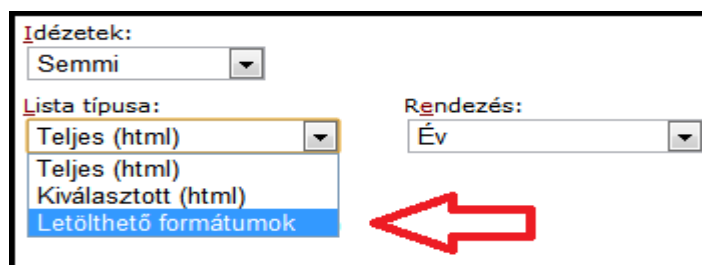 Idézetek:
Semmi
Lista típusa:
Rendezés:
Teljes (html)
Év
Teljes (html)
Kiválasztott (html)
Letölthető formátumok